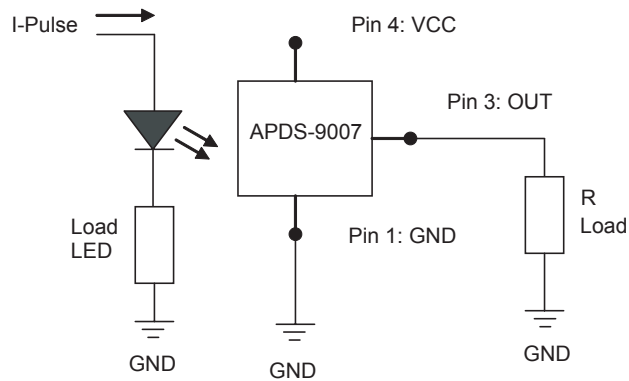 I-Pulse
Pin 4: VCC
Pin 3: OUT
APDS-9007
Load
LED
R
Load
Pin 1: GND
GND
GND
GND